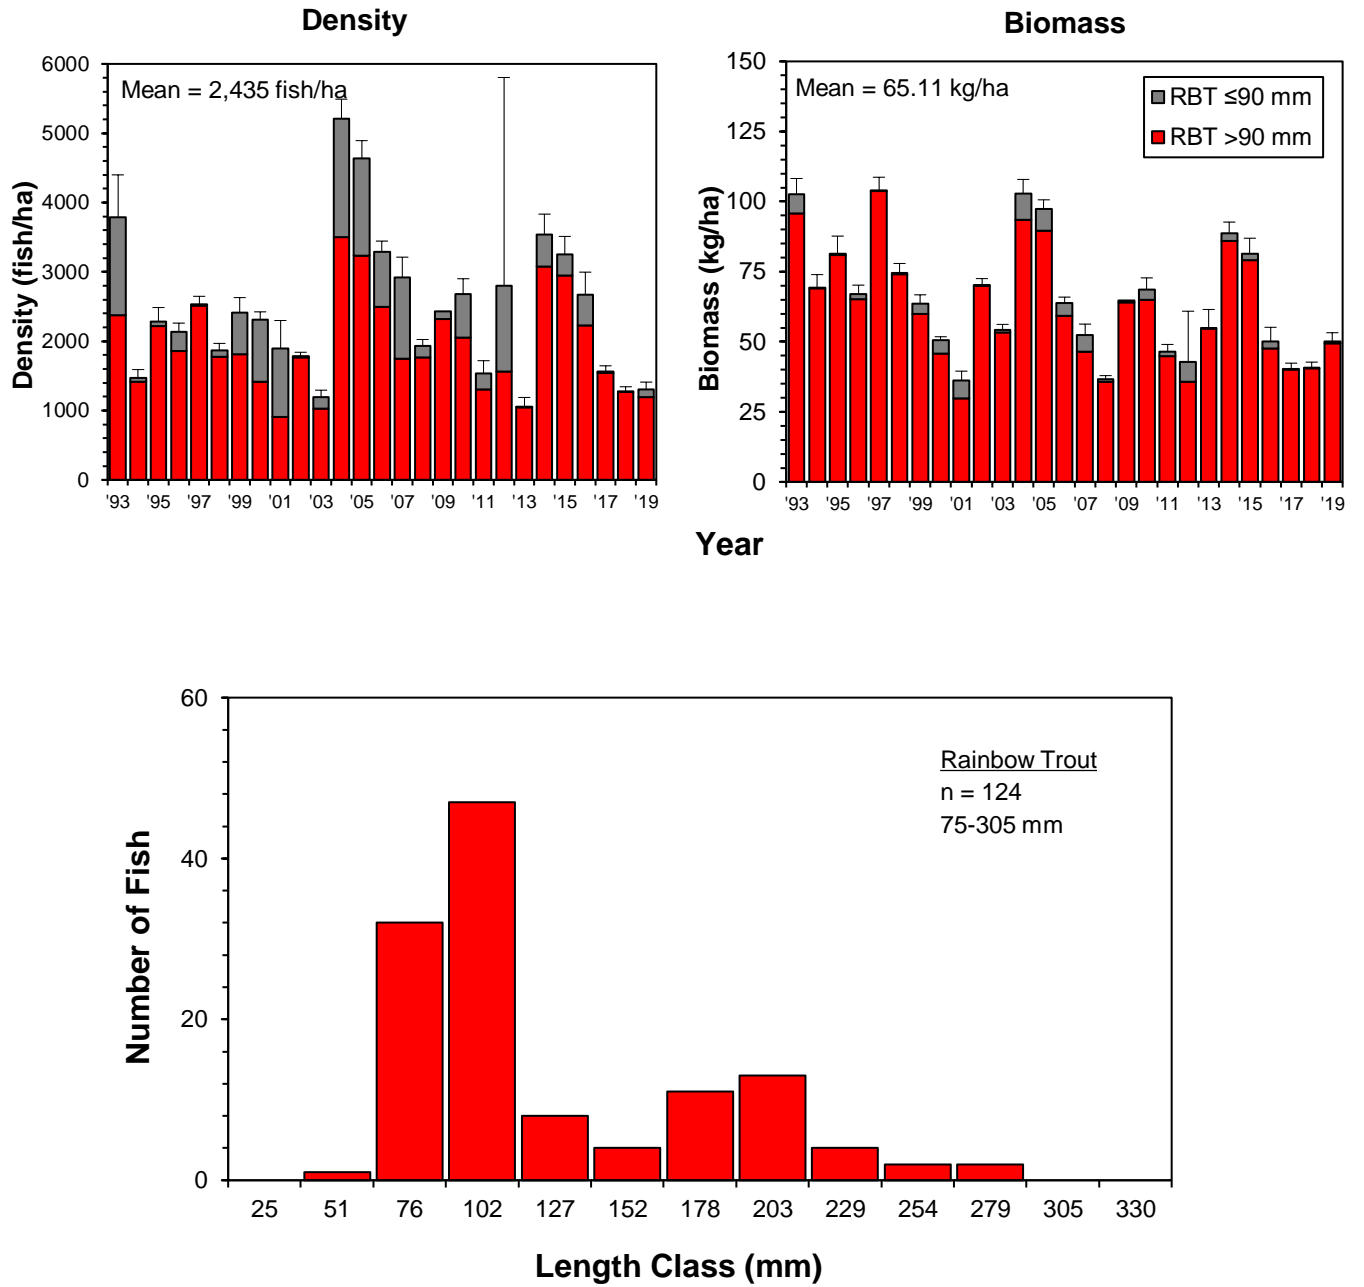 Density
Mean = 2,435 fish/ha
Density (fish/ha)
6000
5000
4000
3000
2000
1000
0
'93 '95 '97 '99 '01 '03 '05 '07 '09 '11 '13 '15 '17 '19
Biomass
Mean = 65.11 kg/ha
RBT ≤90 mm
RBT >90 mm
Biomass (kg/ha)
150
125
100
75
50
25
0
'93 '95 '97 '99 '01 '03 '05 '07 '09 '11 '13 '15 '17 '19
Year
Rainbow Trout
n = 124
75-305 mm
Number of Fish
60
40
20
0
25 51 76 102 127 152 178 203 229 254 279 305 330
Length Class (mm)